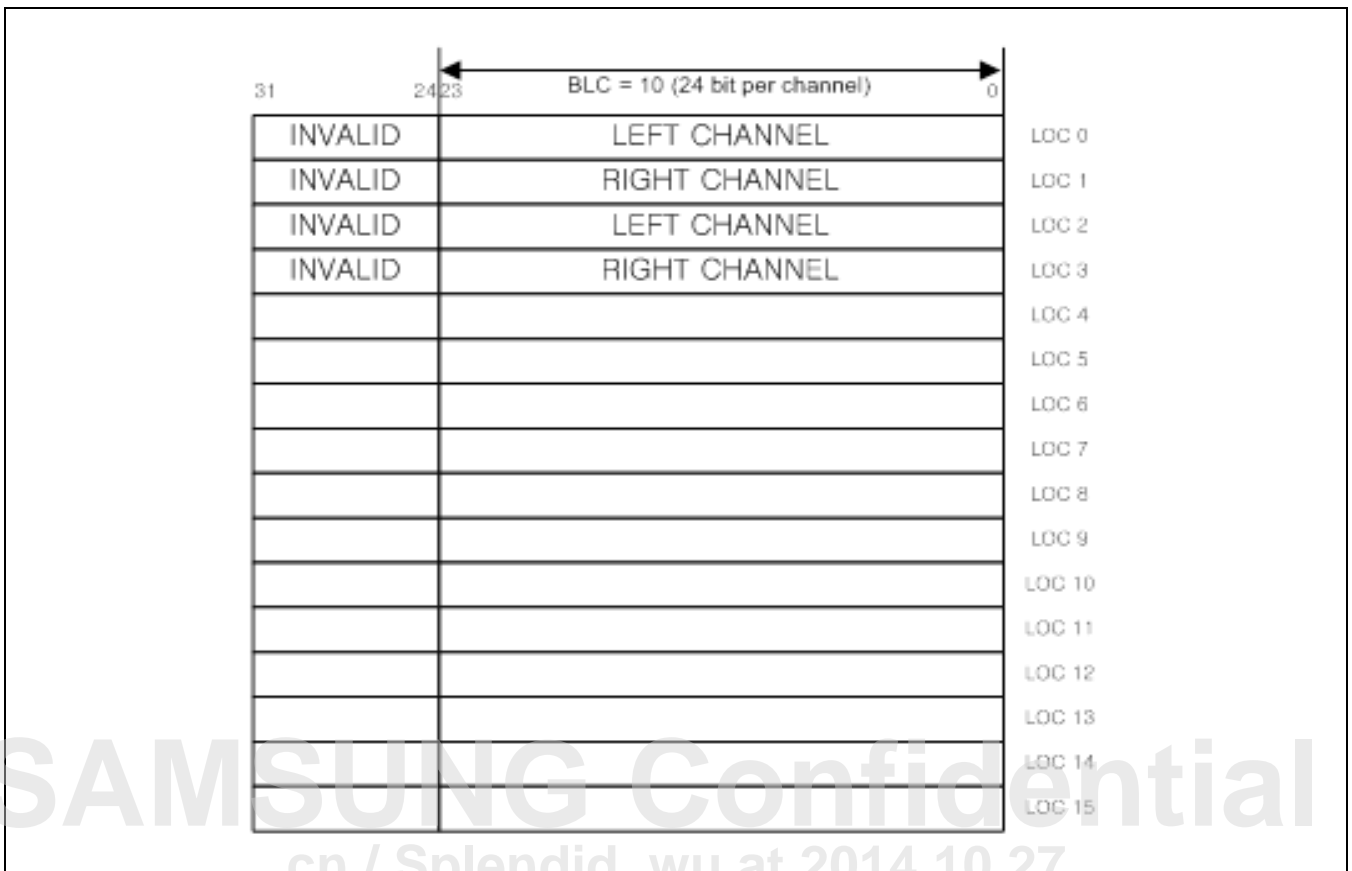 BLC = 10 (24 bit per channel)
31 24 23 0
INVALID LEFT CHANNEL LOC 0
INVALID RIGHT CHANNEL LOC 1
INVALID LEFT CHANNEL LOC 2
INVALID RIGHT CHANNEL LOC 3
LOC 4
LOC 5
LOC 6
LOC 7
LOC 8
LOC 9
LOC 10
LOC 11
LOC 12
LOC 13
LOC 14
LOC 15
SAMSUNG Confidential
cn / Splendid_wu at 2014.10.27